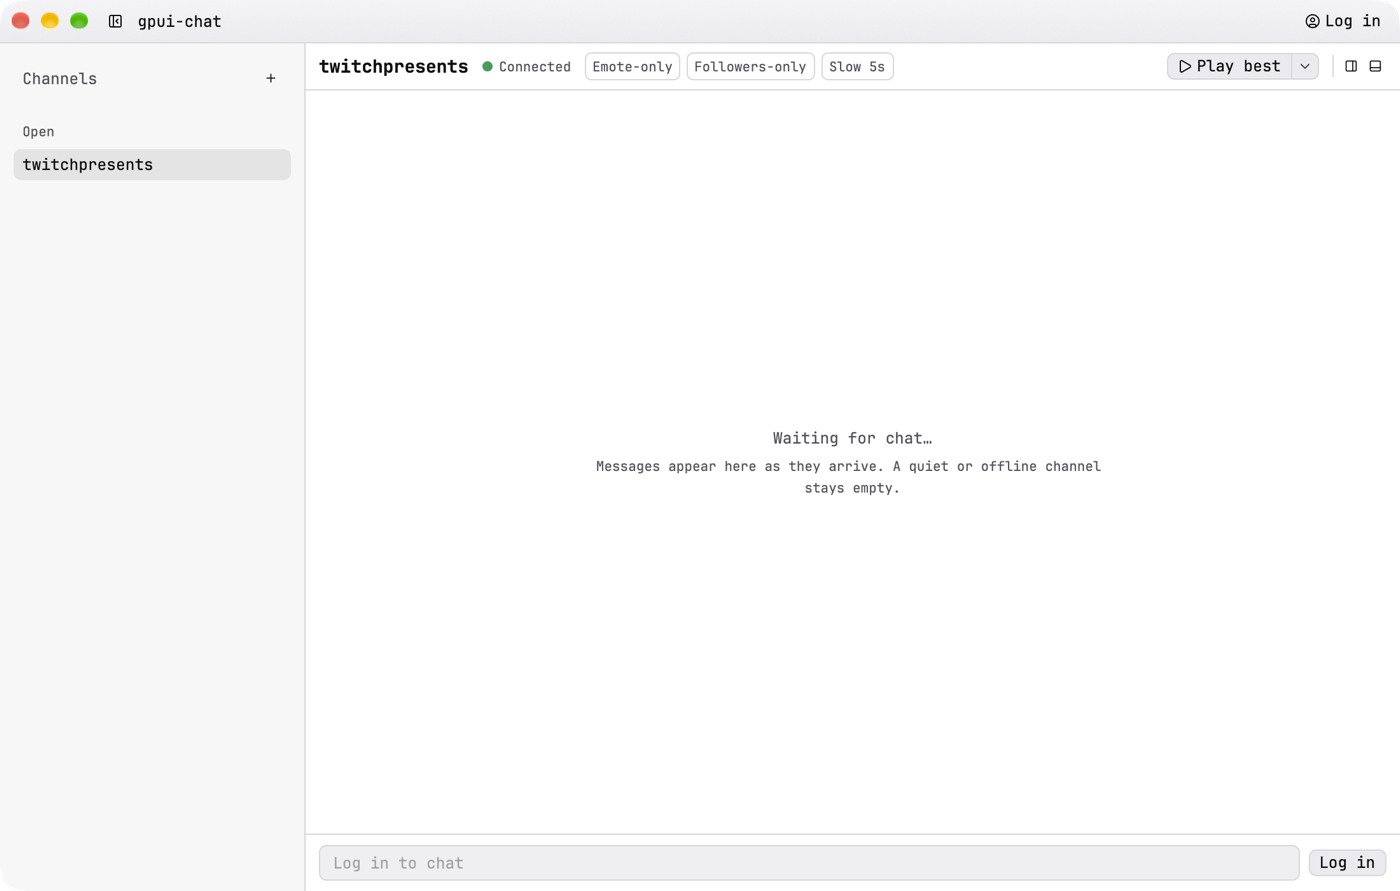 gpui-chat
Log in
Channels
+
Open
twitchpresents
twitchpresents
Connected
Emote-only
Followers-only
Slow 5s
Play best
Waiting for chat…
Messages appear here as they arrive. A quiet or offline channel
stays empty.
Log in to chat
Log in